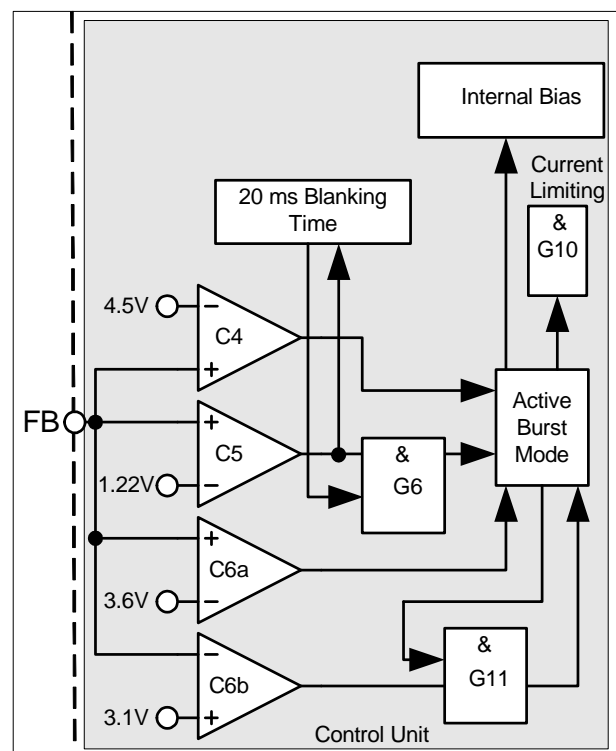 Internal Bias
Current
Limiting
20 ms Blanking
Time
&
G10
4.5V
−
C4
+
FB
+
C5
−
1.22V
&
G6
Active
Burst
Mode
+
C6a
−
3.6V
−
C6b
+
3.1V
&
G11
Control Unit